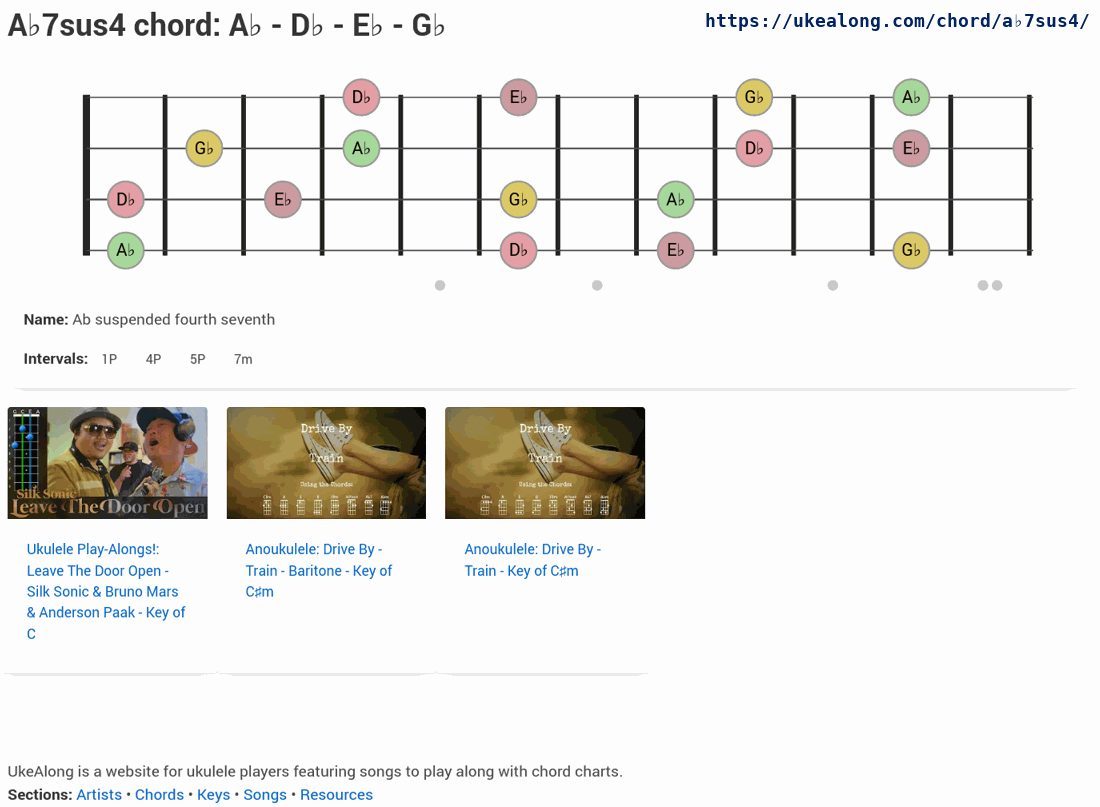 A♭7sus4 chord: A♭ - D♭ - E♭ - G♭
https://ukealong.com/chord/a♭7sus4/
D♭ E♭ G♭ A♭
G♭ A♭ D♭ E♭
D♭ E♭ G♭ A♭
A♭ D♭ E♭ G♭
Name: Ab suspended fourth seventh
Intervals: 1P 4P 5P 7m
G C E A
Silk Sonic
Leave The Door Open
Drive By
Train
Using the Chords:
Drive By
Train
Using the Chords:
Ukulele Play-Alongs!:
Leave The Door Open -
Silk Sonic & Bruno Mars
& Anderson Paak - Key of
C
Anoukulele: Drive By -
Train - Baritone - Key of
C♯m
Anoukulele: Drive By -
Train - Key of C♯m
UkeAlong is a website for ukulele players featuring songs to play along with chord charts.
Sections: Artists • Chords • Keys • Songs • Resources